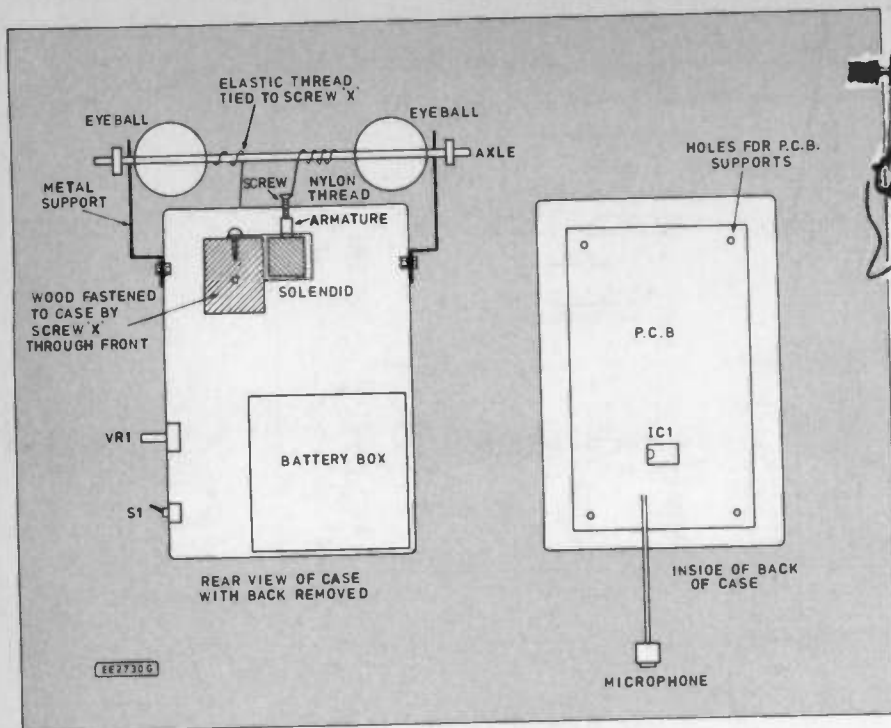 ELASTIC THREAD
TIED TO SCREW 'X'
EYEBALL
EYEBALL
AXLE
HOLES FDR P.C.B.
SUPPORTS
METAL
SUPPORT
SCREW
NYLON
THREAD
ARMATURE
SOLENDID
WOOD FASTENED
TO CASE BY
SCREW 'X'
THROUGH FRONT
P.C.B
VR1
BATTERY BOX
IC1
S1
REAR VIEW OF CASE
WITH BACK REMOVED
INSIDE OF BACK
OF CASE
EE2730G
MICROPHONE